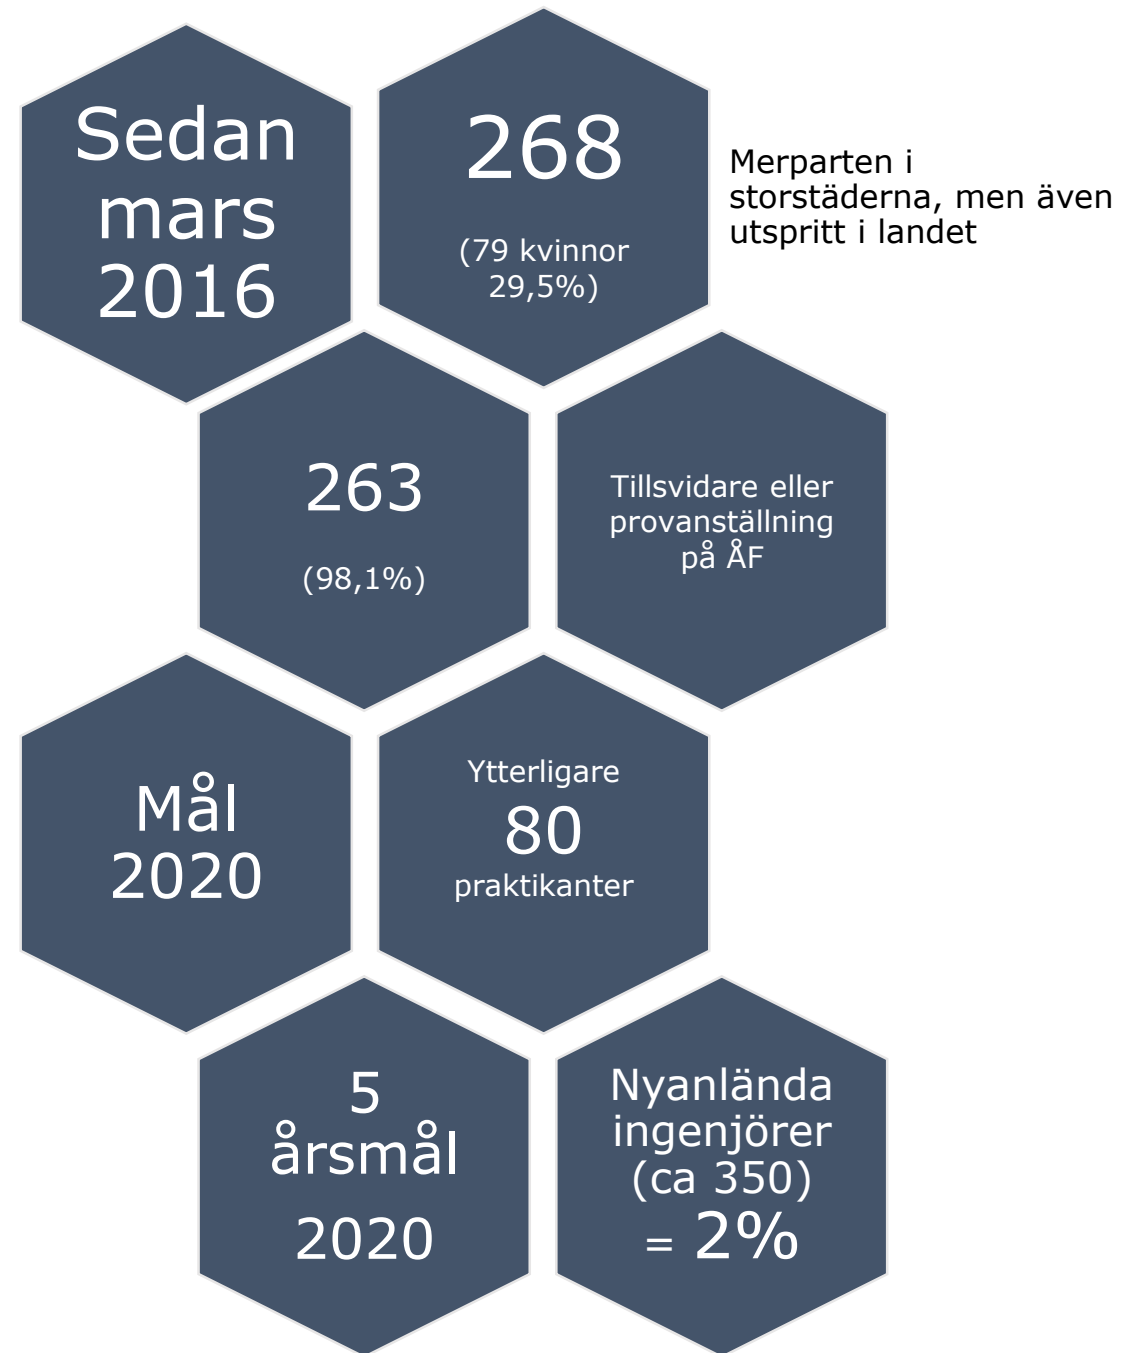 Sedan
mars
2016
268
(79 kvinnor
29,5%)
Merparten i
storstäderna, men även
utspritt i landet
263
(98,1%)
Tillsvidare eller
provanställning
på ÅF
Mål
2020
Ytterligare
80
praktikanter
5
årsmål
2020
Nyanlända
ingenjörer
(ca 350)
= 2%